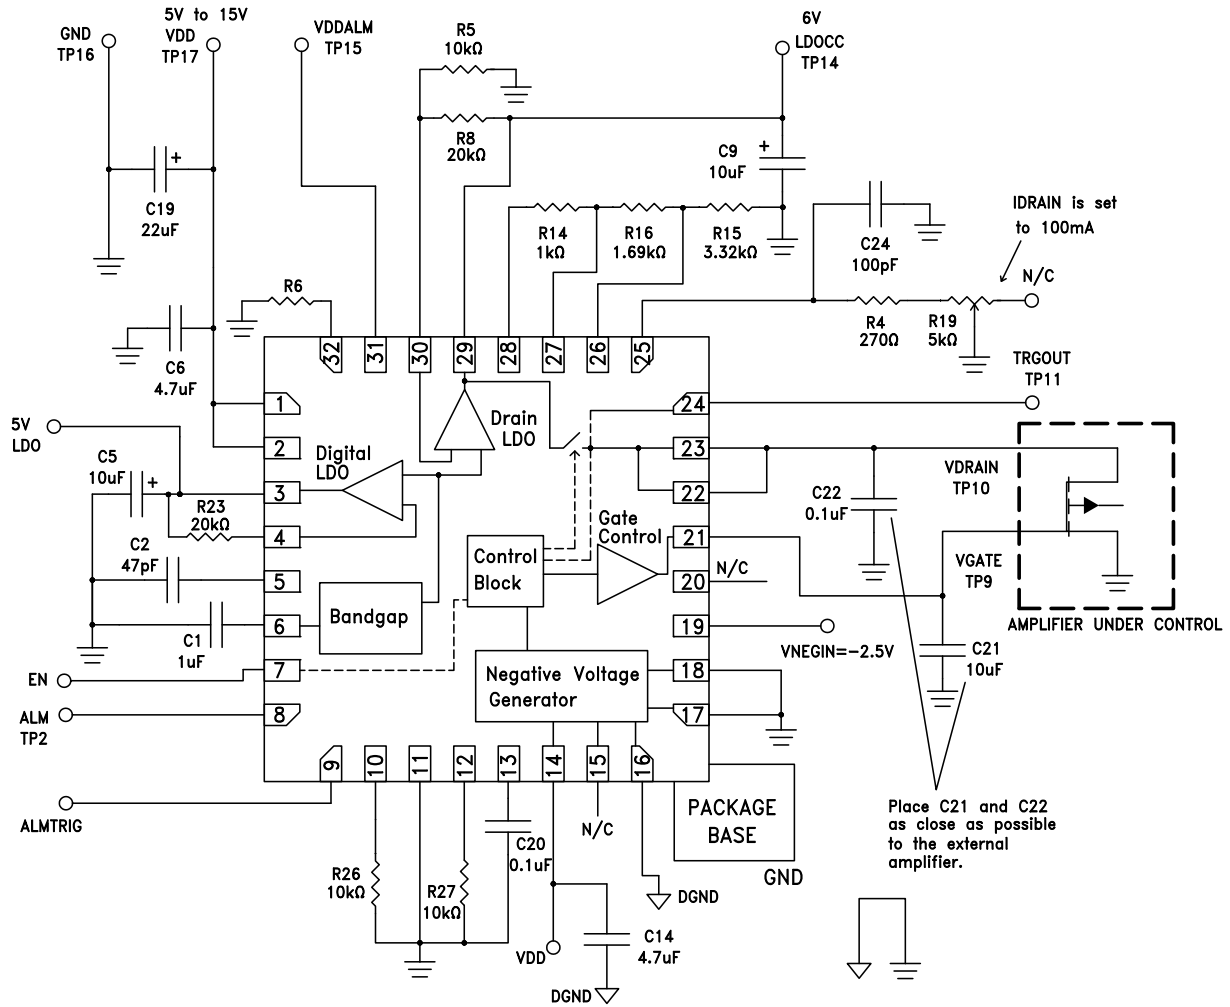 GND
TP16
5V to 15V
VDD
TP17
VDDALM
TP15
R5
10kΩ
6V
LDOCC
TP14
R8
20kΩ
C9
10uF
+
C19
22uF
+
R14
1kΩ
R16
1.69kΩ
R15
3.32kΩ
C24
100pF
IDRAIN is set
to 100mA
N/C
R6
R4
270Ω
R19
5kΩ
C6
4.7uF
32
31
30
29
28
27
26
25
TRGOUT
TP11
5V
LDO
1
2
3
4
5
6
7
8
24
23
22
21
20
19
18
17
Drain
LDO
Digital
LDO
C5
10uF
+
R23
20kΩ
C2
47pF
C1
1uF
Gate
Control
Control
Block
Bandgap
Negative Voltage
Generator
N/C
VDRAIN
TP10
C22
0.1uF
VGATE
TP9
AMPLIFIER UNDER CONTROL
VNEGIN=-2.5V
C21
10uF
EN
ALM
TP2
9
10
11
12
13
14
15
16
ALMTRIG
N/C
PACKAGE
BASE
GND
Place C21 and C22
as close as possible
to the external
amplifier.
R26
10kΩ
R27
10kΩ
C20
0.1uF
DGND
VDD
C14
4.7uF
DGND